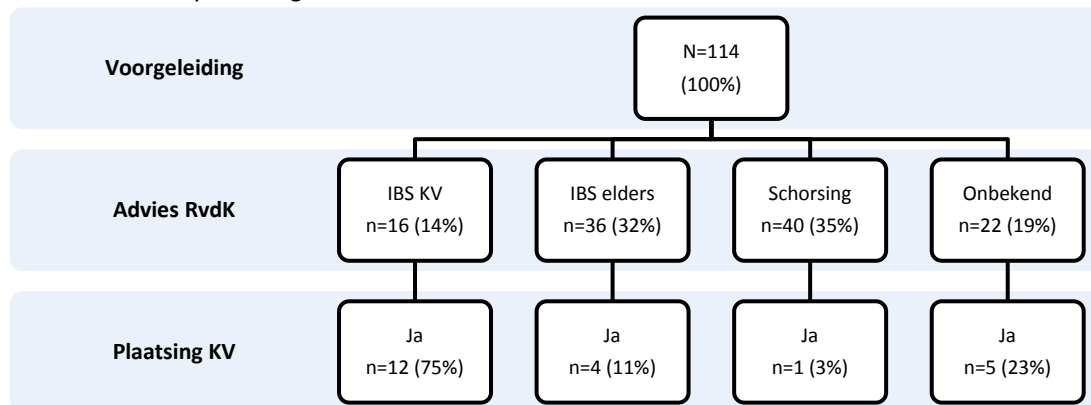 Voorgeleiding
N=114
(100%)
Advies RvdK
IBS KV
n=16 (14%)
IBS elders
n=36 (32%)
Schorsing
n=40 (35%)
Onbekend
n=22 (19%)
Plaatsing KV
Ja
n=12 (75%)
Ja
n=4 (11%)
Ja
n=1 (3%)
Ja
n=5 (23%)